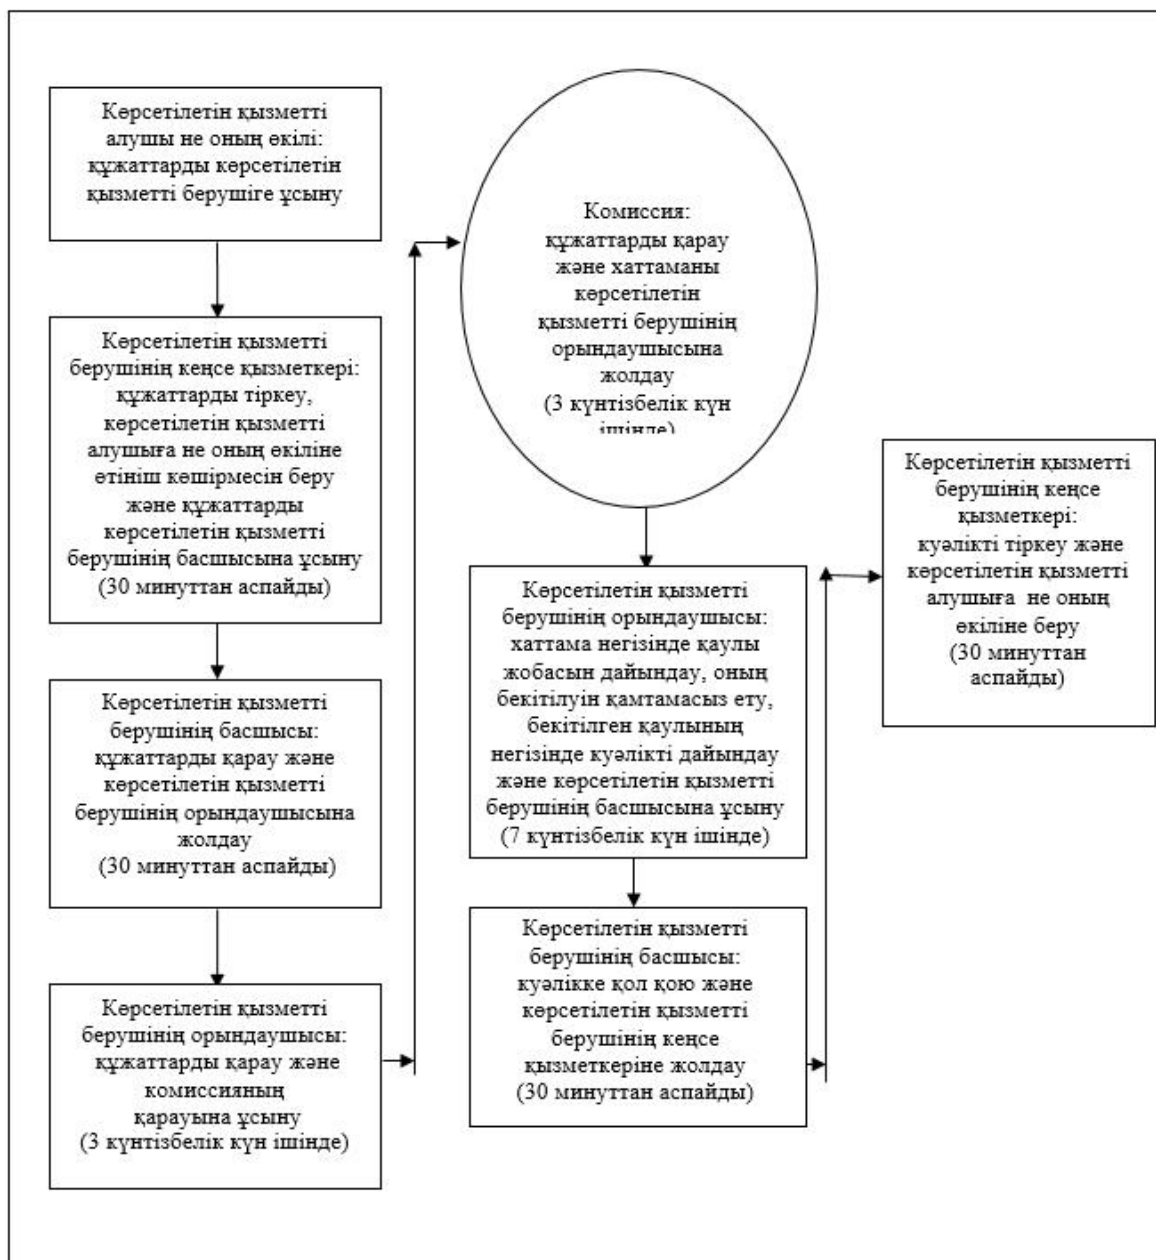 Көрсетілетін қызметті
алушы не оның өкілі:
құжаттарды көрсетілетін
қызметті берушіге ұсыну
Көрсетілетін қызметті
берушінің кеңсе қызметкері:
құжаттарды тіркеу,
көрсетілетін қызметті
алушыға не оның өкіліне
өтініш көшірмесін беру
және құжаттарды
көрсетілетін қызметті
берушінің басшысына ұсыну
(30 минуттан аспайды)
Көрсетілетін қызметті
берушінің басшысы:
құжаттарды қарау және
көрсетілетін қызметті
берушінің орындаушысына
жолдау
(30 минуттан аспайды)
Көрсетілетін қызметті
берушінің орындаушысы:
құжаттарды қарау және
комиссияның
қарауына ұсыну
(3 күнтізбелік күн ішінде)
Комиссия:
құжаттарды қарау
және хаттаманы
көрсетілетін
қызметті берушінің
орындаушысына
жолдау
(3 күнтізбелік күн
ішінде)
Көрсетілетін қызметті
берушінің орындаушысы:
хаттама негізінде қаулы
жобасын дайындау, оның
бекітілуін қамтамасыз ету,
бекітілген қаулының
негізінде куәлікті дайындау
және көрсетілетін қызметті
берушінің басшысына ұсыну
(7 күнтізбелік күн ішінде)
Көрсетілетін қызметті
берушінің басшысы:
куәлікке қол қою және
көрсетілетін қызметті
берушінің кеңсе
қызметкеріне жолдау
(30 минуттан аспайды)
Көрсетілетін қызметті
берушінің кеңсе
қызметкері:
куәлікті тіркеу және
көрсетілетін қызметті
алушыға не оның
өкіліне беру
(30 минуттан
аспайды)